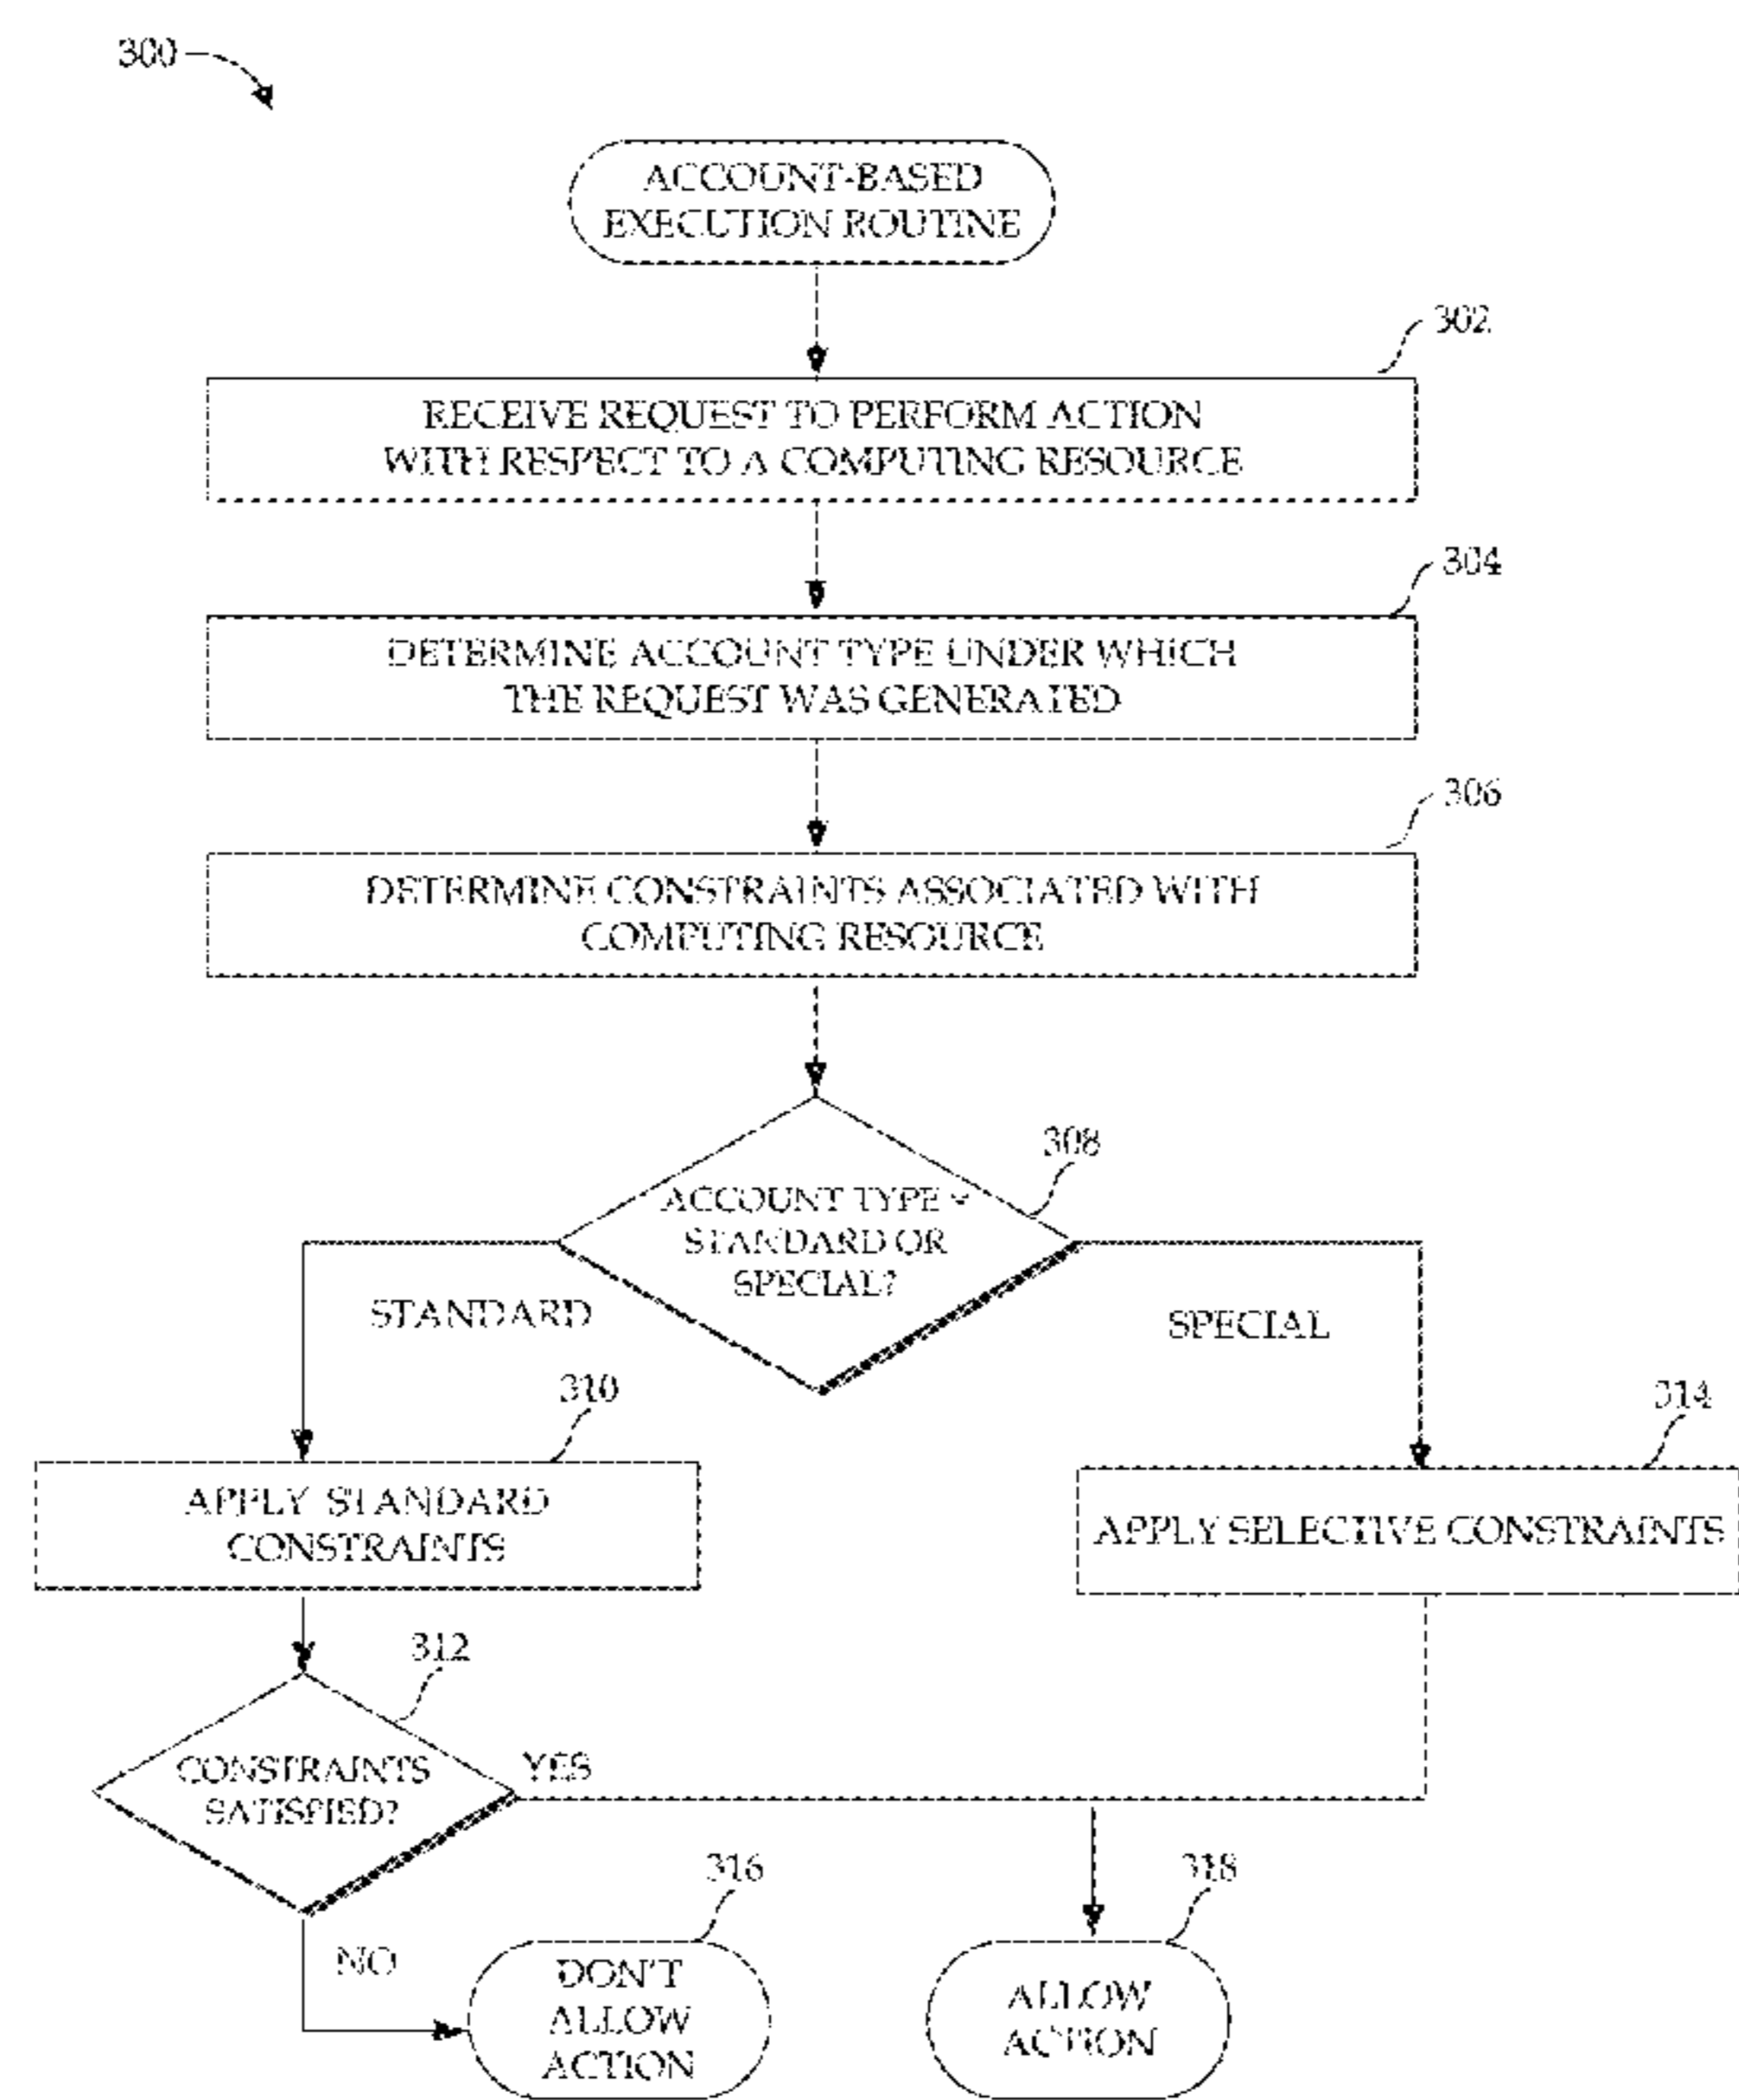 300
ACCOUNT-BASED
EXECUTION ROUTINE
302
RECEIVE REQUEST TO PERFORM ACTION
WITH RESPECT TO A COMPUTING RESOURCE
304
DETERMINE ACCOUNT TYPE UNDER WHICH
THE REQUEST WAS GENERATED
306
DETERMINE CONSTRAINTS ASSOCIATED WITH
COMPUTING RESOURCE
308
ACCOUNT TYPE -
STANDARD OR
SPECIAL?
STANDARD
SPECIAL
310
314
APPLY STANDARD
CONSTRAINTS
APPLY SELECTIVE CONSTRAINTS
312
CONSTRAINTS
SATISFIED?
YES
316
318
NO
DON'T
ALLOW
ACTION
ALLOW
ACTION